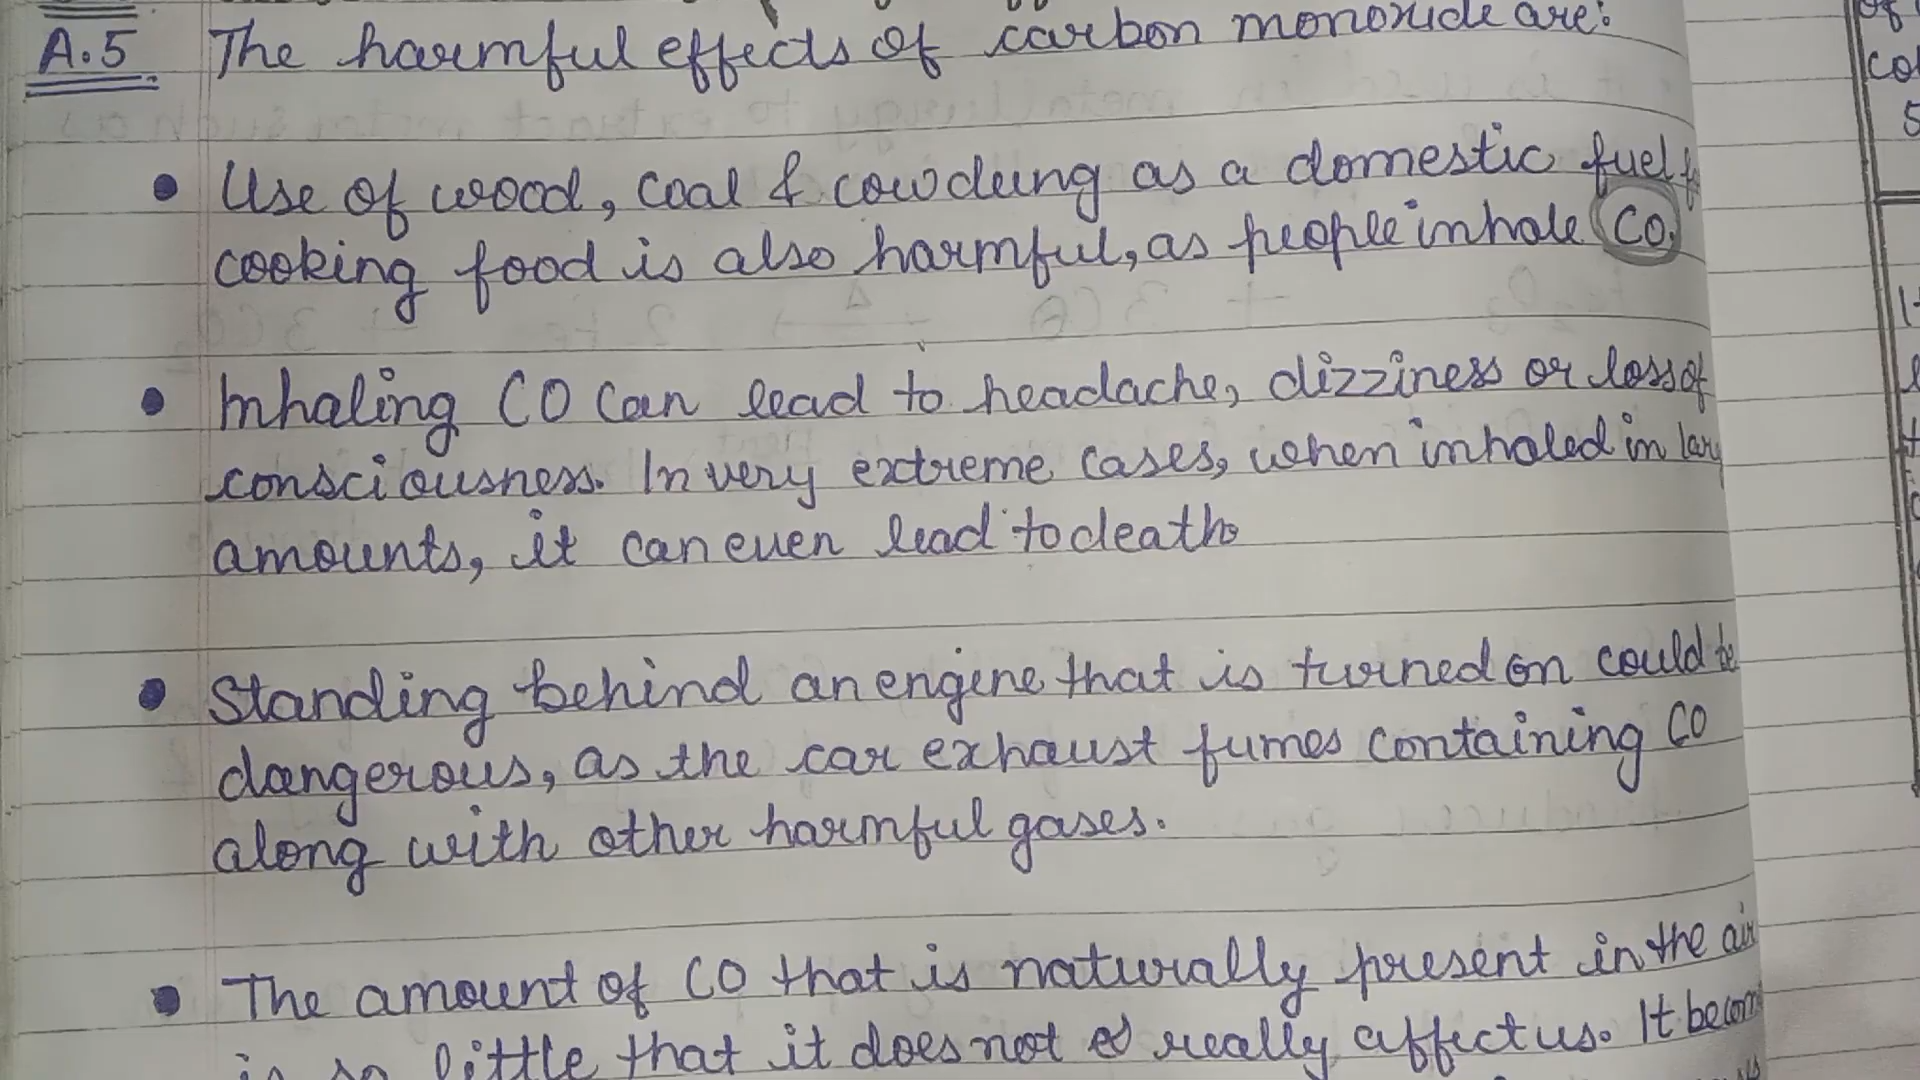 A.5 The harmful effects of carbon monoxide are:
• Use of wood, coal & cowdung as a domestic fuel
cooking food is also harmful, as people inhale CO.
• Inhaling CO can lead to headache, dizziness or loss of
consciousness. In very extreme cases, when inhaled in
amounts, it can even lead to death.
• Standing behind an engine that is turned on could be
dangerous, as the car exhaust fumes containing CO
along with other harmful gases.
• The amount of CO that is naturally present in the air
is so little that it does not really affect us. It